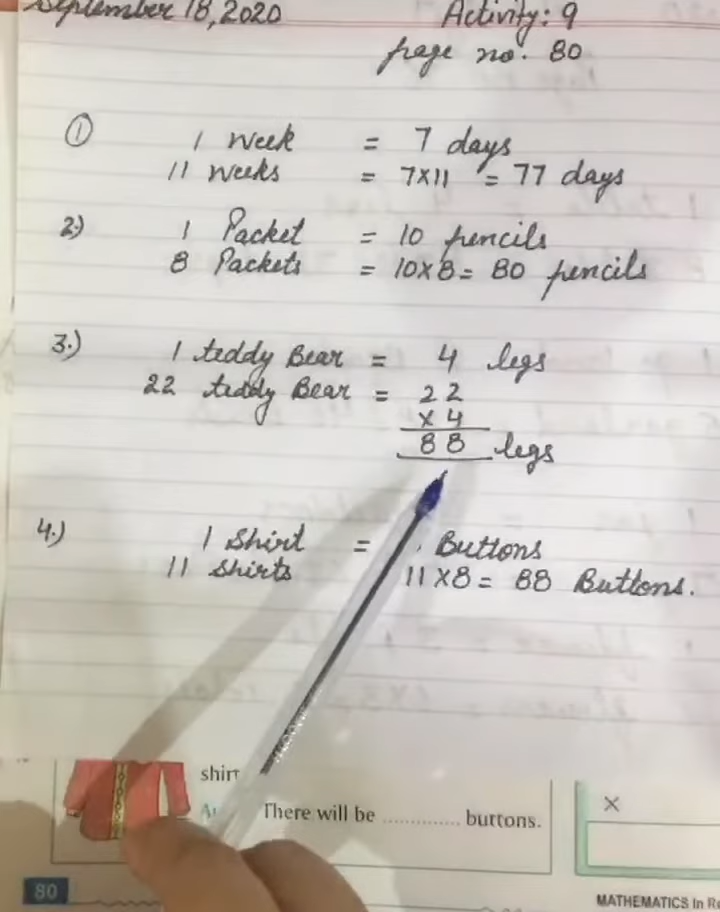 September 18, 2020
Activity: 9
page no. 80
① 1 Week = 7 days
11 weeks = 7x11 = 77 days
2.) 1 Packet = 10 pencils
8 Packets = 10x8 = 80 pencils
3.) 1 teddy Bear = 4 legs
22 teddy Bear = 22
x 4
88 legs
4.) 1 Shirt = Buttons
11 Shirts 11x8 = 88 Buttons.
shirt
There will be ............ buttons.
×
80
MATHEMATICS In